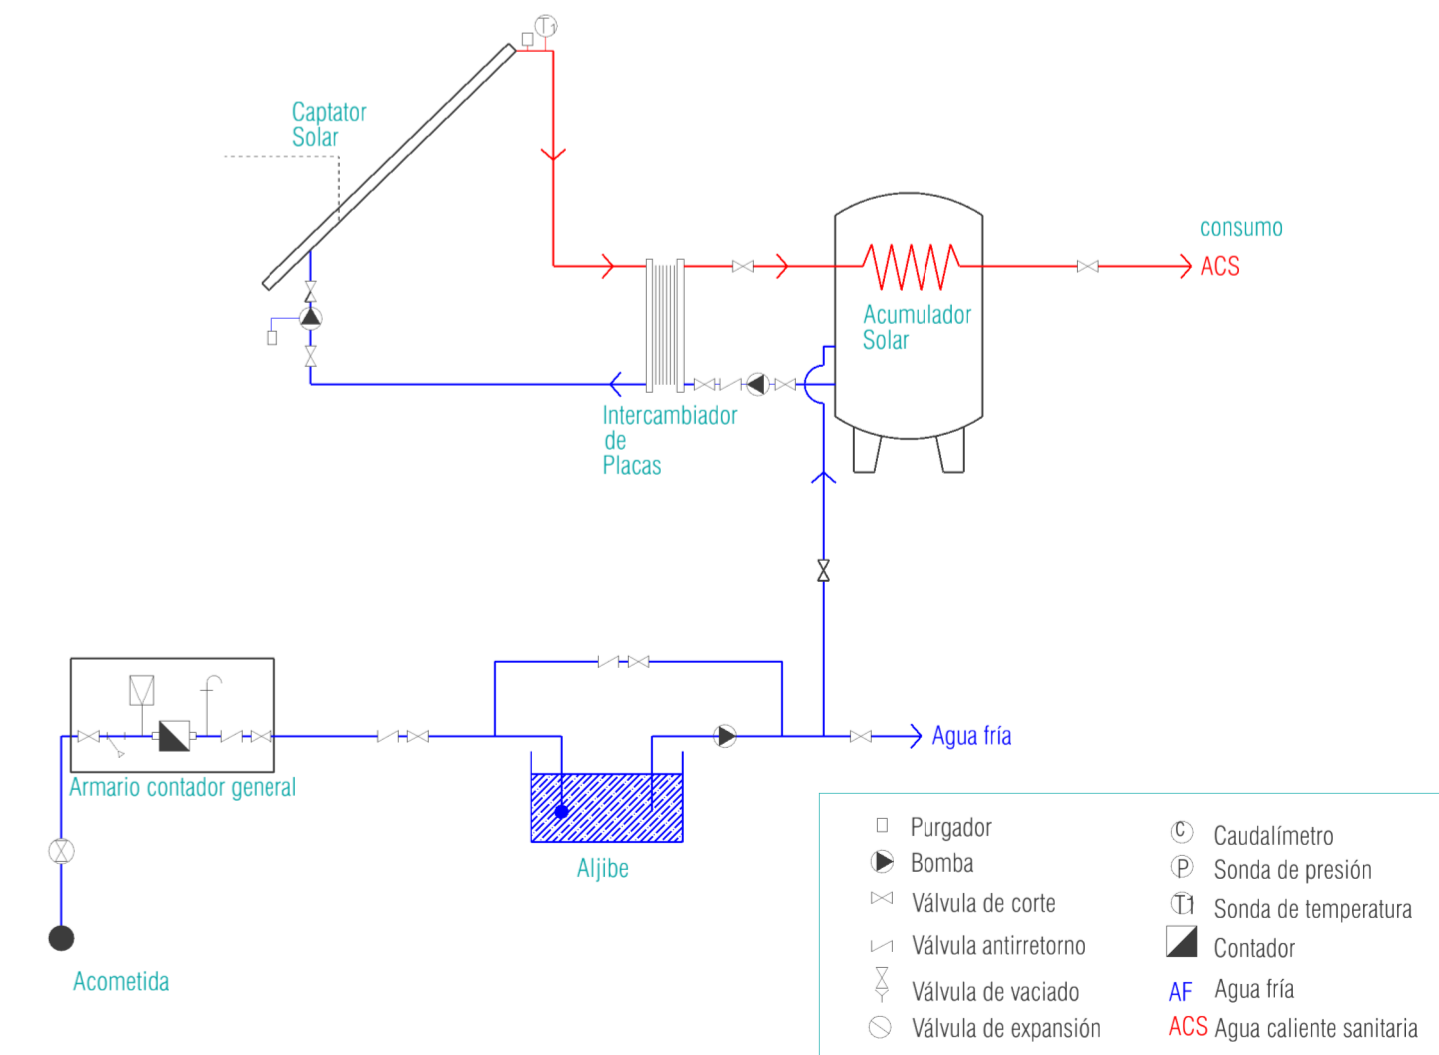 T1
Captator
Solar
consumo
ACS
Acumulador
Solar
Intercambiador
de
Placas
Agua fría
Armario contador general
Aljibe
Acometida
Purgador
Bomba
Válvula de corte
Válvula antirretorno
Válvula de vaciado
Válvula de expansión
C Caudalímetro
P Sonda de presión
T1 Sonda de temperatura
Contador
AF Agua fría
ACS Agua caliente sanitaria